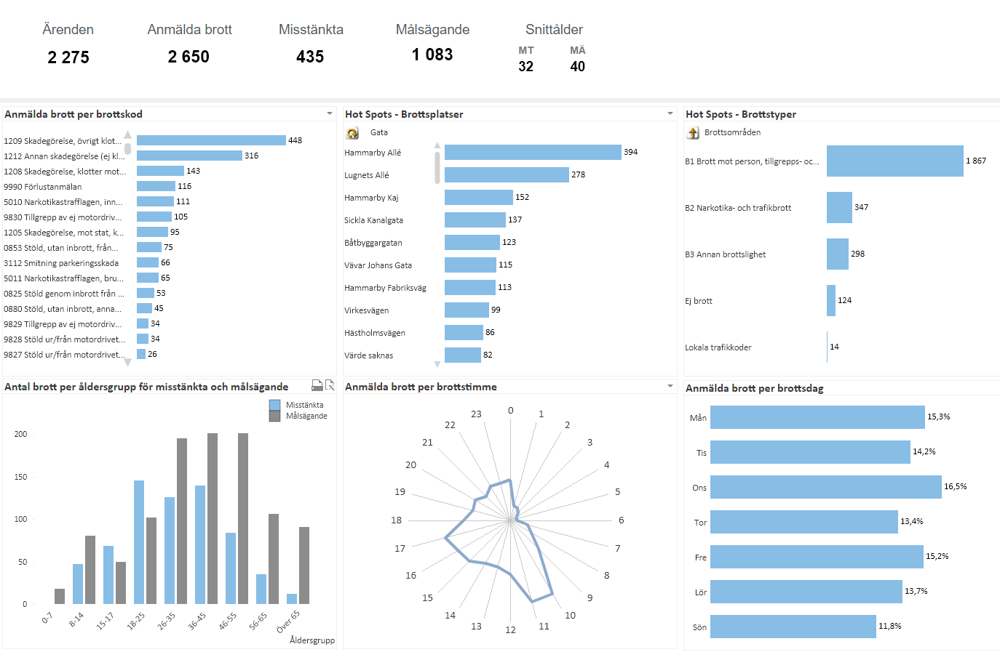 Ärenden
Anmälda brott
Misstänkta
Målsägande
Snittålder
2 275
2 650
435
1 083
MT
MÄ
32
40
Anmälda brott per brottskod
1209 Skadegörelse, övrigt klot... 448
1212 Annan skadegörelse (ej kl... 316
1208 Skadegörelse, klotter mot... 143
9990 Förlustanmälan 116
5010 Narkotikastrafflagen, inn... 111
9830 Tillgrepp av ej motordriv... 105
1205 Skadegörelse, mot stat, k... 95
0853 Stöld, utan inbrott, från... 75
3112 Smitning parkeringsskada 66
5011 Narkotikastrafflagen, bru... 65
0825 Stöld genom inbrott från ... 53
0880 Stöld, utan inbrott, anna... 45
9829 Tillgrepp av ej motordriv... 34
9828 Stöld ur/från motordrivet... 34
9827 Stöld ur/från motordrivet... 26
Hot Spots - Brottsplatser
Gata
Hammarby Allé 394
Lugnets Allé 278
Hammarby Kaj 152
Sickla Kanalgata 137
Båtbyggargatan 123
Vävar Johans Gata 115
Hammarby Fabriksväg 113
Virkesvägen 99
Hästholmsvägen 86
Värde saknas 82
Hot Spots - Brottstyper
Brottsområden
B1 Brott mot person, tillgrepps- oc... 1 867
B2 Narkotika- och trafikbrott 347
B3 Annan brottslighet 298
Ej brott 124
Lokala trafikkoder 14
Antal brott per åldersgrupp för misstänkta och målsägande
Misstänkta
Målsägande
200
150
100
50
0
0-7
8-14
15-17
18-25
26-35
36-45
46-55
56-65
Över 65
Åldersgrupp
Anmälda brott per brottstimme
0
1
2
3
4
5
6
7
8
9
10
11
12
13
14
15
16
17
18
19
20
21
22
23
Anmälda brott per brottsdag
Mån 15,3%
Tis 14,2%
Ons 16,5%
Tor 13,4%
Fre 15,2%
Lör 13,7%
Sön 11,8%